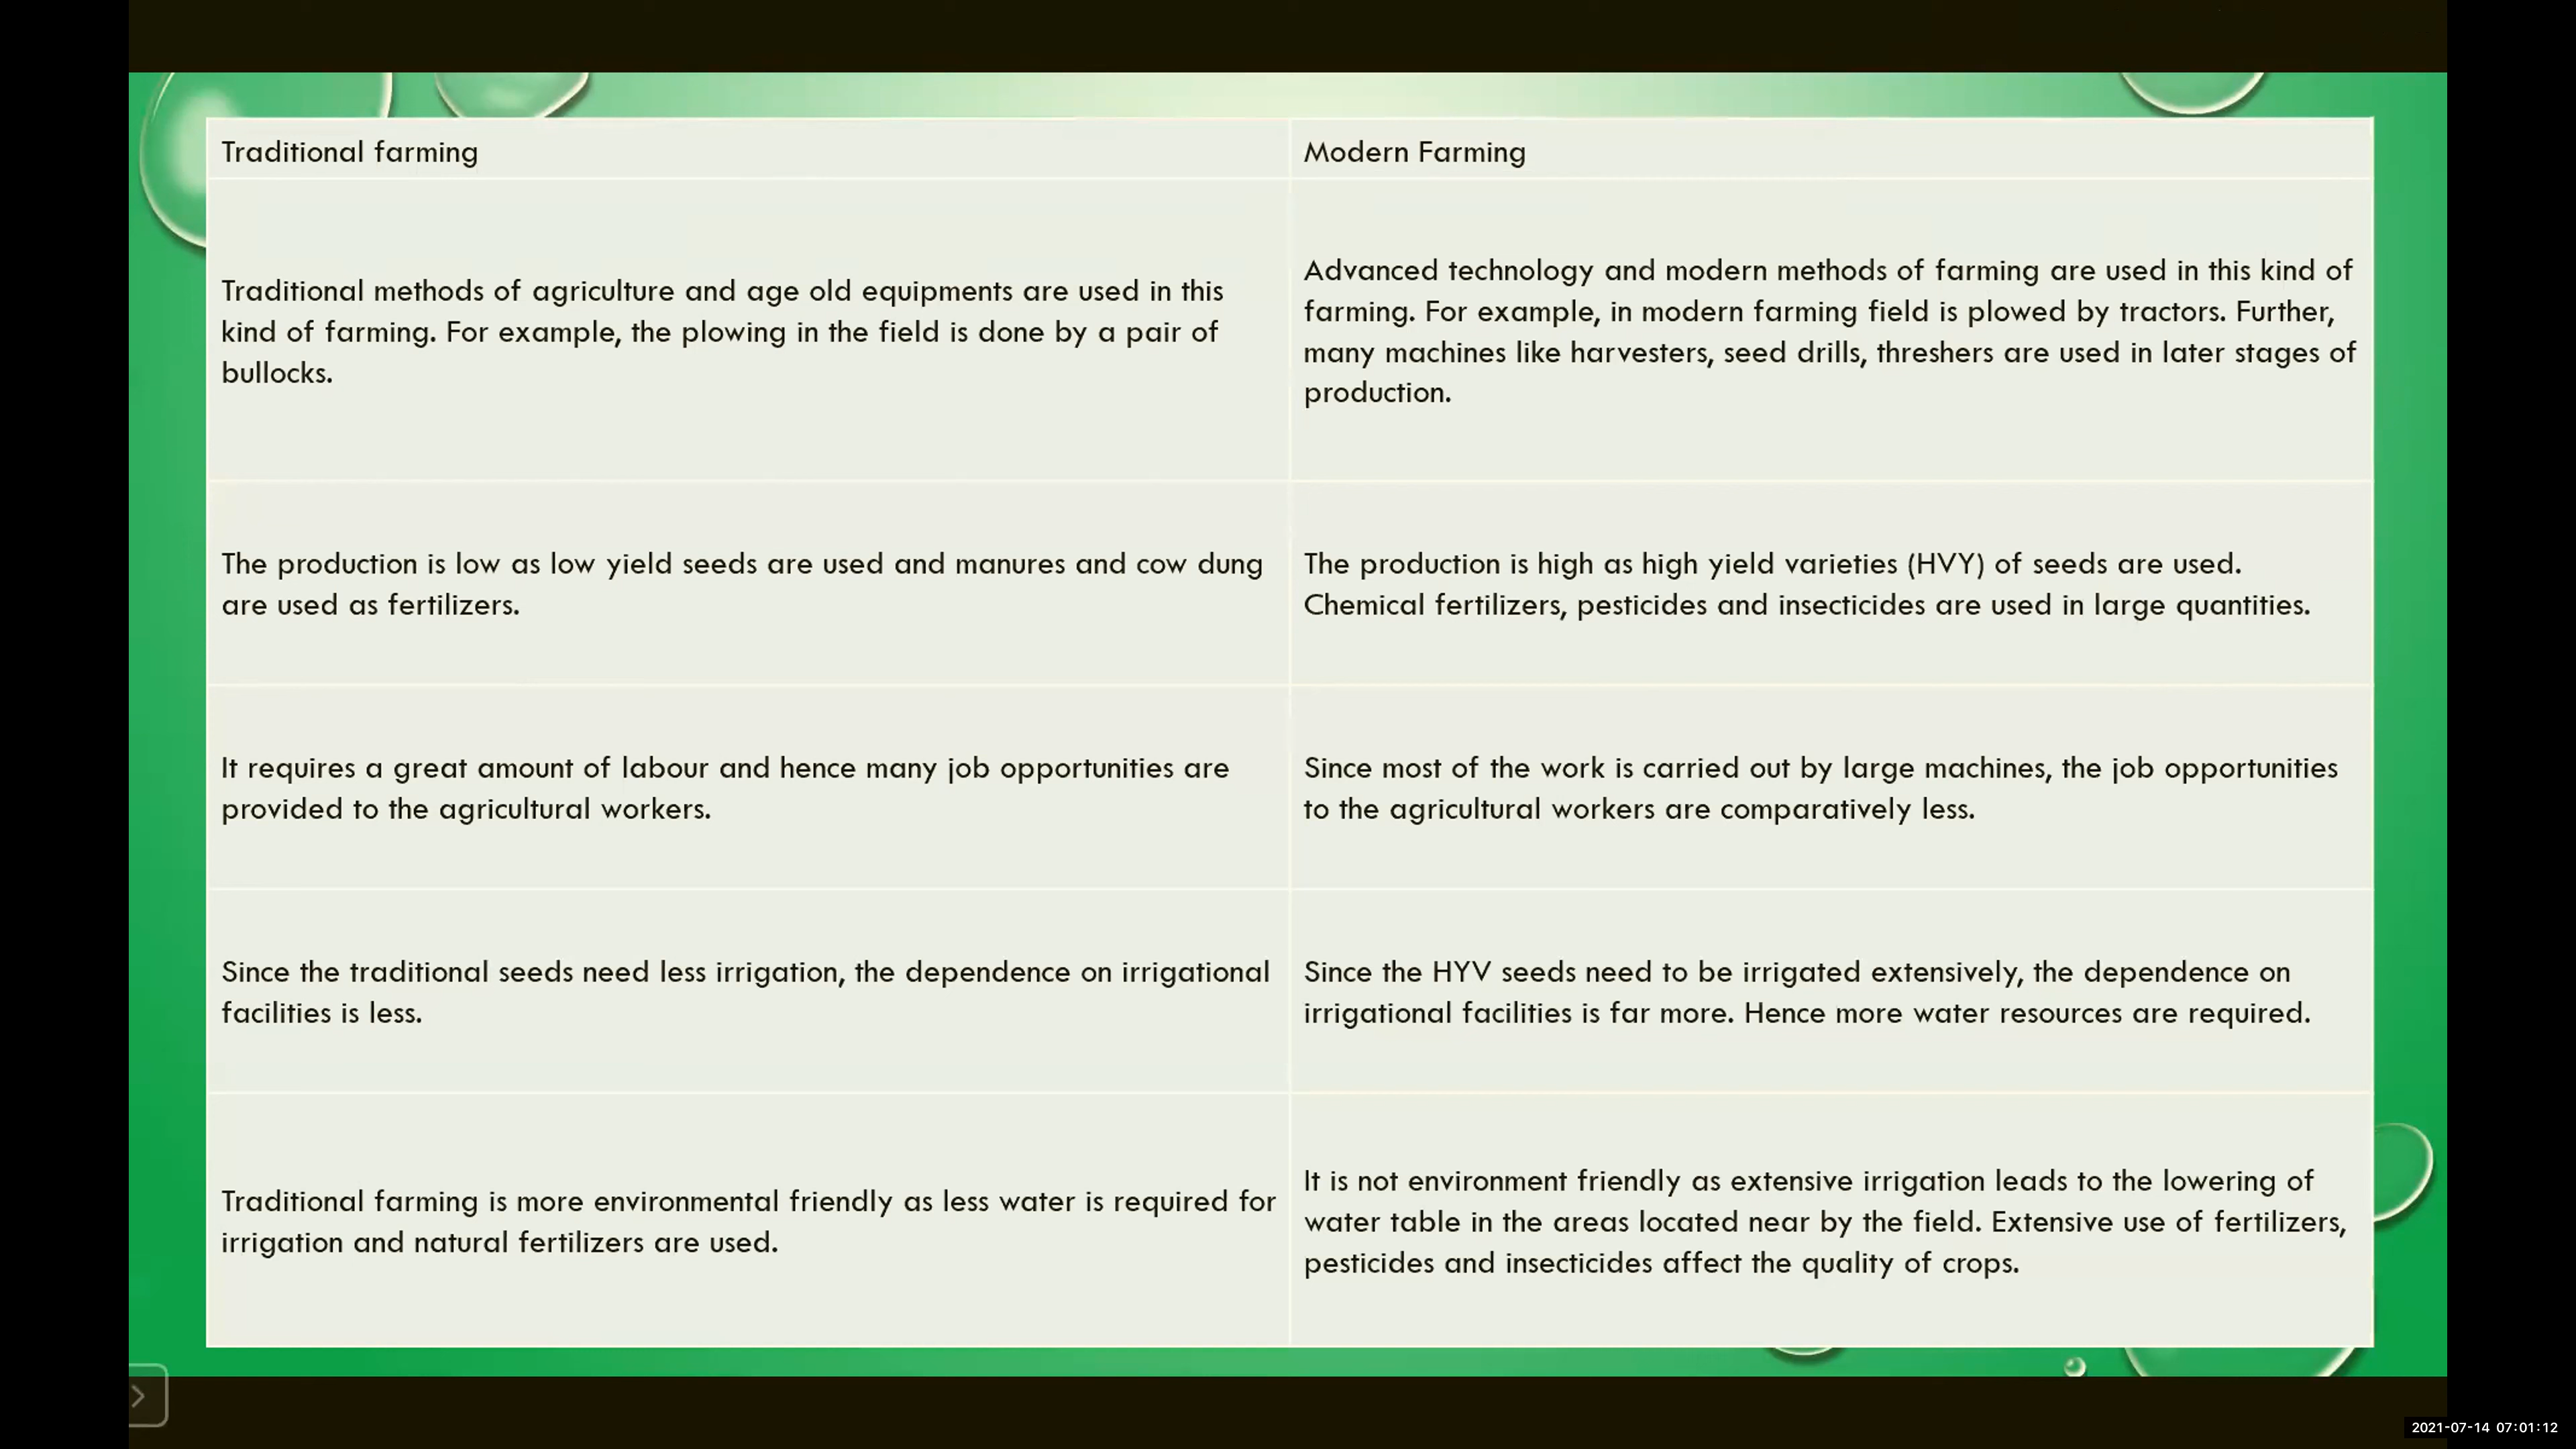 Traditional farming
Modern Farming
Traditional methods of agriculture and age old equipments are used in this
kind of farming. For example, the plowing in the field is done by a pair of
bullocks.
Advanced technology and modern methods of farming are used in this kind of
farming. For example, in modern farming field is plowed by tractors. Further,
many machines like harvesters, seed drills, threshers are used in later stages of
production.
The production is low as low yield seeds are used and manures and cow dung
are used as fertilizers.
The production is high as high yield varieties (HVY) of seeds are used.
Chemical fertilizers, pesticides and insecticides are used in large quantities.
It requires a great amount of labour and hence many job opportunities are
provided to the agricultural workers.
Since most of the work is carried out by large machines, the job opportunities
to the agricultural workers are comparatively less.
Since the traditional seeds need less irrigation, the dependence on irrigational
facilities is less.
Since the HYV seeds need to be irrigated extensively, the dependence on
irrigational facilities is far more. Hence more water resources are required.
Traditional farming is more environmental friendly as less water is required for
irrigation and natural fertilizers are used.
It is not environment friendly as extensive irrigation leads to the lowering of
water table in the areas located near by the field. Extensive use of fertilizers,
pesticides and insecticides affect the quality of crops.
2021-07-14 07:01:12